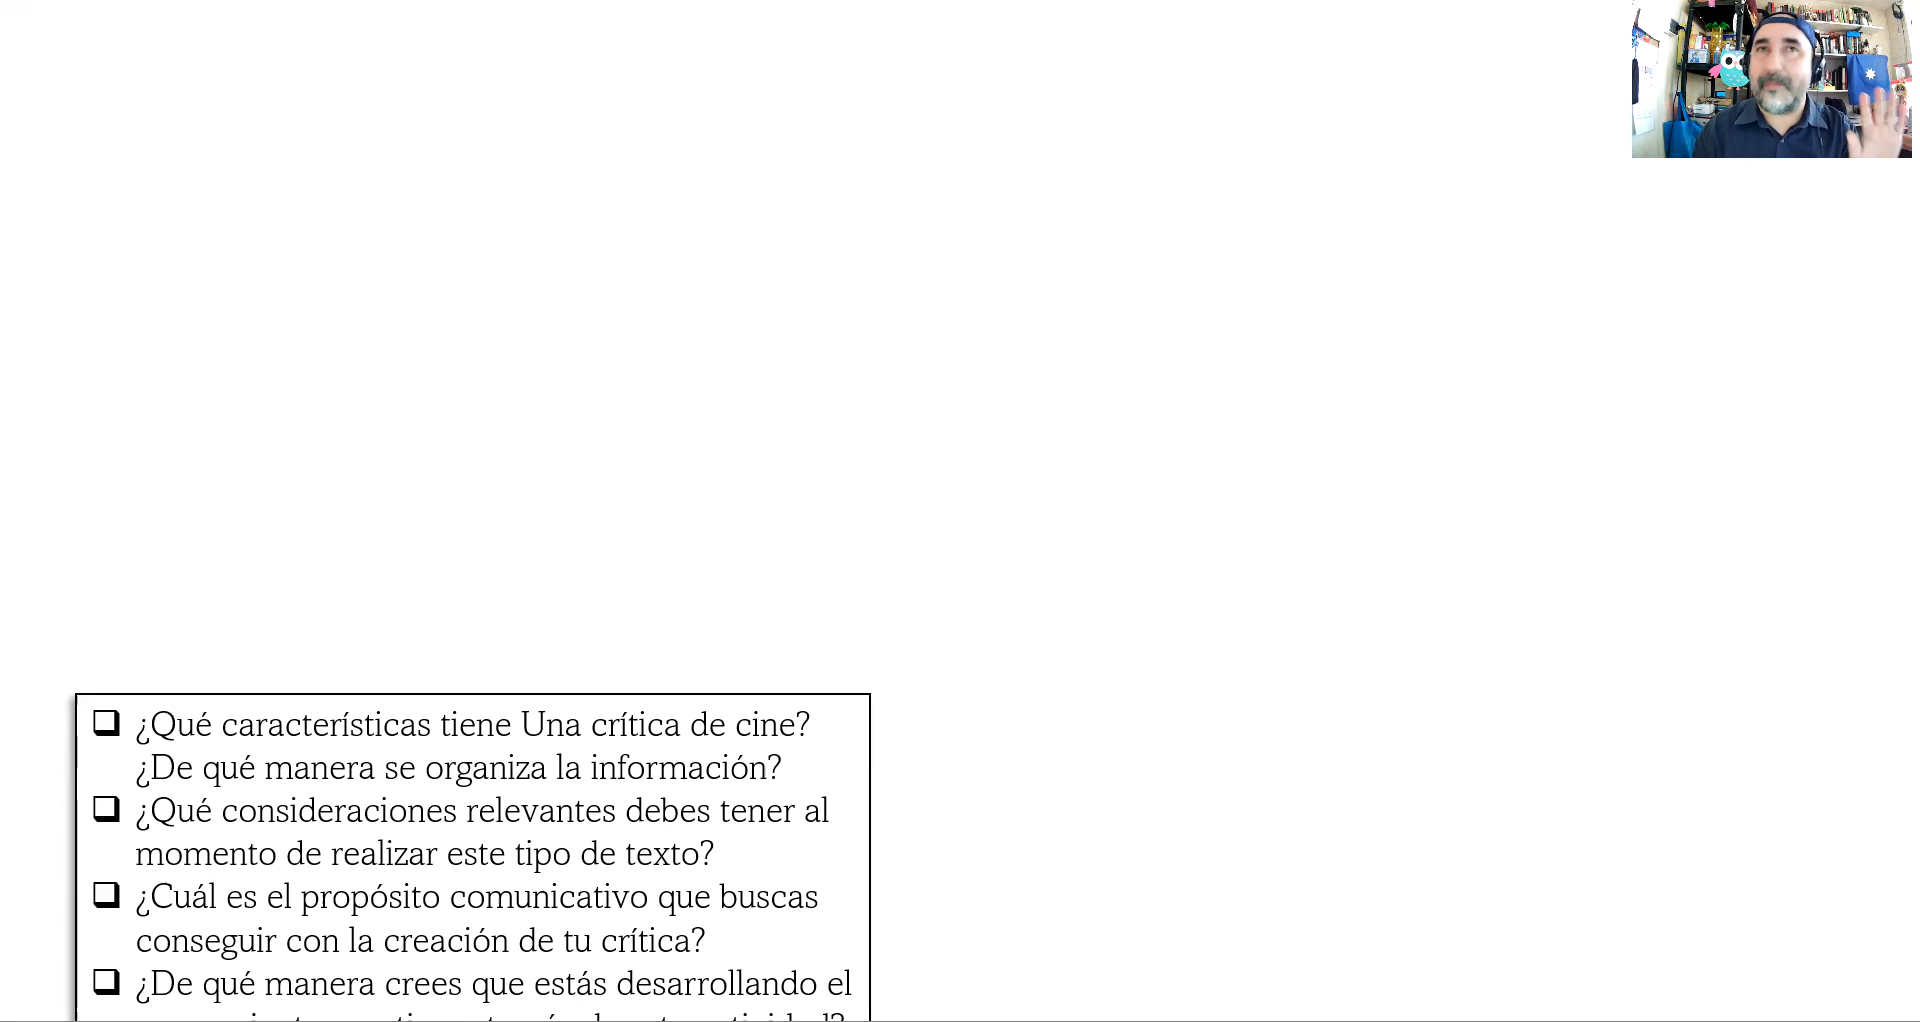 ❑ ¿Qué características tiene Una crítica de cine?
¿De qué manera se organiza la información?
❑ ¿Qué consideraciones relevantes debes tener al
momento de realizar este tipo de texto?
❑ ¿Cuál es el propósito comunicativo que buscas
conseguir con la creación de tu crítica?
❑ ¿De qué manera crees que estás desarrollando el